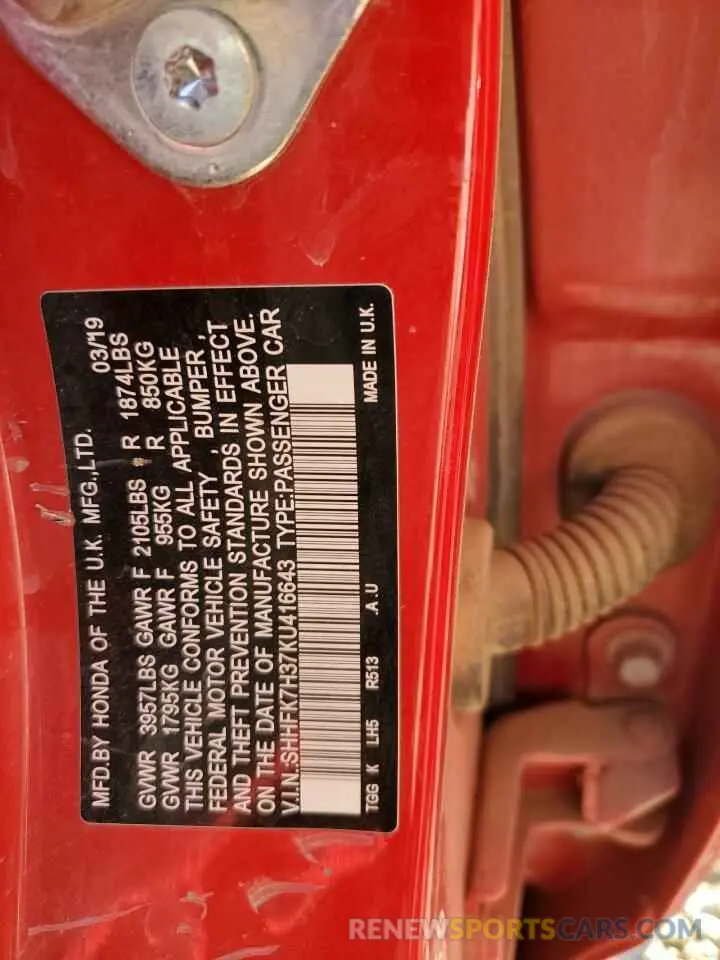 MFD.BY HONDA OF THE U.K. MFG.,LTD. 03/19
GVWR 3957LBS GAWR F 2105LBS R 1874LBS
GVWR 1795KG GAWR F 955KG R 850KG
THIS VEHICLE CONFORMS TO ALL APPLICABLE
FEDERAL MOTOR VEHICLE SAFETY , BUMPER ,
AND THEFT PREVENTION STANDARDS IN EFFECT
ON THE DATE OF MANUFACTURE SHOWN ABOVE.
V.I.N.:SHHFK7H37KU416643 TYPE:PASSENGER CAR
TGG K LH5 R513 .A.U MADE IN U.K.
RENEWSPORTSCARS.COM